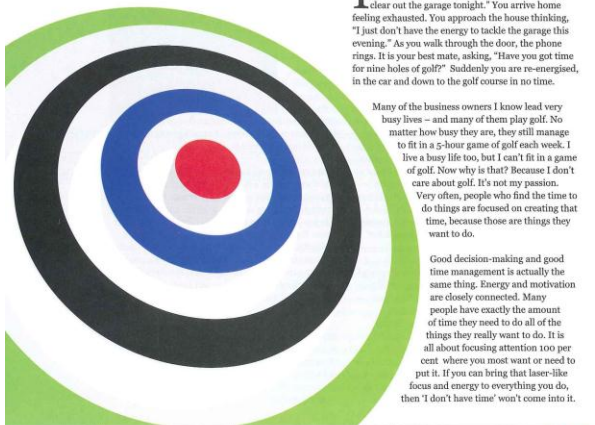 clear out the garage tonight." You arrive home
feeling exhausted. You approach the house thinking,
"I just don't have the energy to tackle the garage this
evening." As you walk through the door, the phone
rings. It is your best mate, asking, "Have you got time
for nine holes of golf?" Suddenly you are re-energised,
in the car and down to the golf course in no time.
Many of the business owners I know lead very
busy lives – and many of them play golf. No
matter how busy they are, they still manage
to fit in a 5-hour game of golf each week. I
live a busy life too, but I can't fit in a game
of golf. Now why is that? Because I don't
care about golf. It's not my passion.
Very often, people who find the time to
do things are focused on creating that
time, because those are things they
want to do.
Good decision-making and good
time management is actually the
same thing. Energy and motivation
are closely connected. Many
people have exactly the amount
of time they need to do all of the
things they really want to do. It is
all about focusing attention 100 per
cent where you most want or need to
put it. If you can bring that laser-like
focus and energy to everything you do,
then 'I don't have time' won't come into it.